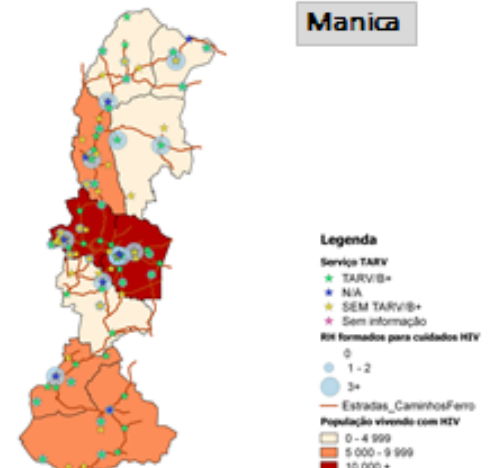 Manica
Legenda
Serviço TARV
TARV/B+
N/A
SEM TARV/B+
Sem informação
RH formados para cuidados HIV
0
1 - 2
3+
Estradas_CaminhosFerro
População vivendo com HIV
0 - 4 999
5 000 - 9 999
10 000 +